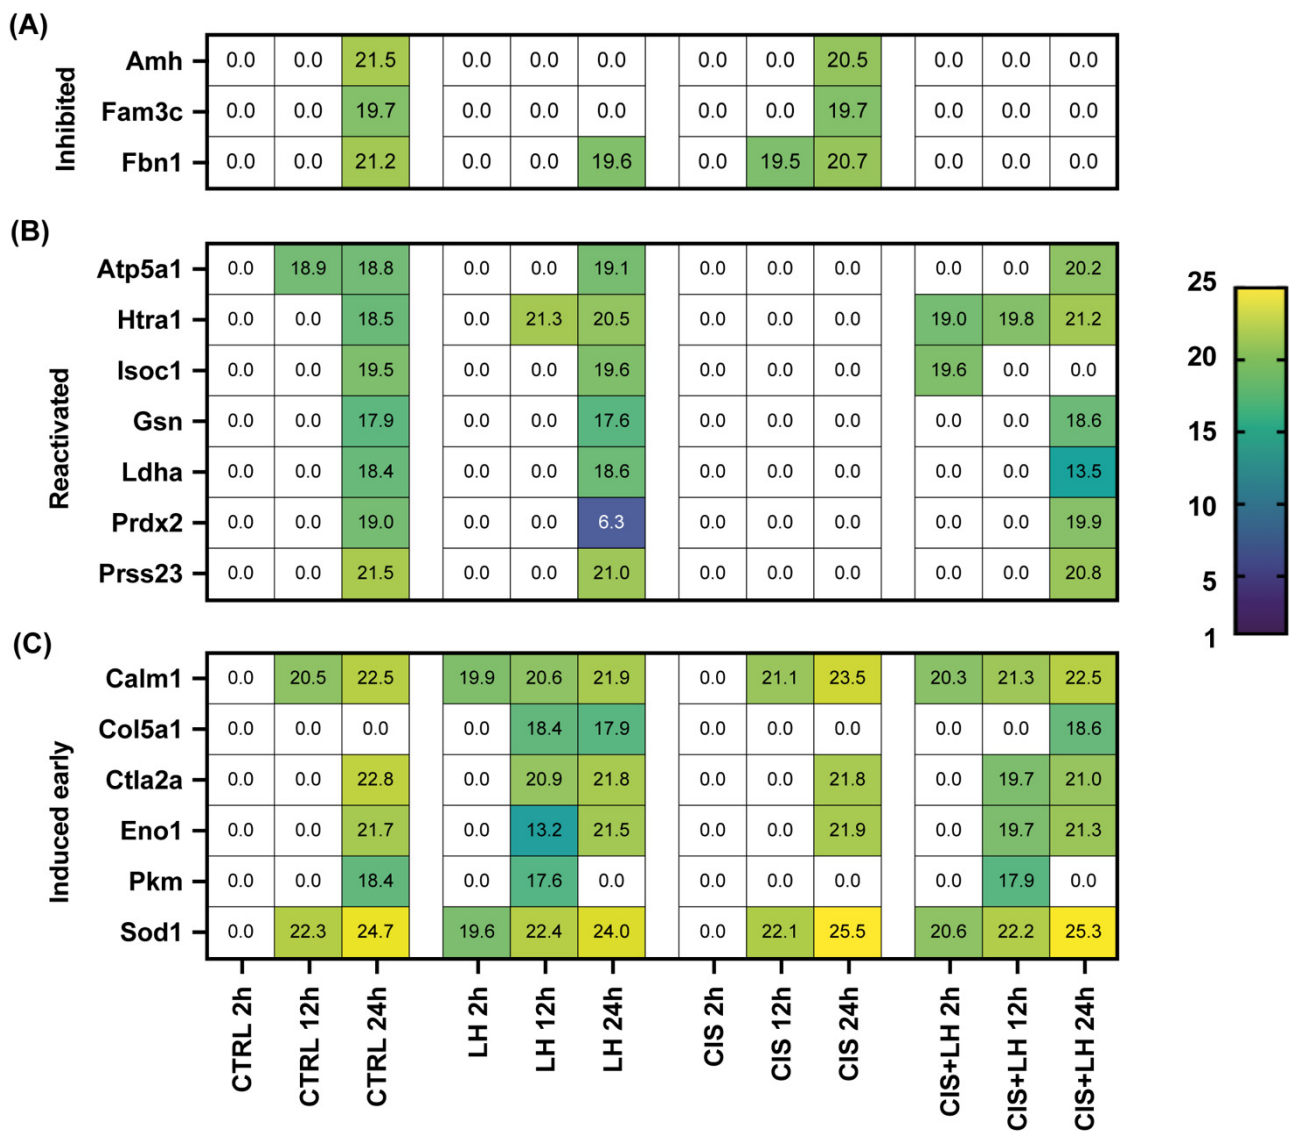 (A)
Inhibited
Amh 0.0 0.0 21.5 0.0 0.0 0.0 0.0 0.0 20.5 0.0 0.0 0.0
Fam3c 0.0 0.0 19.7 0.0 0.0 0.0 0.0 0.0 19.7 0.0 0.0 0.0
Fbn1 0.0 0.0 21.2 0.0 0.0 19.6 0.0 19.5 20.7 0.0 0.0 0.0
(B)
Reactivated
Atp5a1 0.0 18.9 18.8 0.0 0.0 19.1 0.0 0.0 0.0 0.0 0.0 20.2
Htra1 0.0 0.0 18.5 0.0 21.3 20.5 0.0 0.0 0.0 19.0 19.8 21.2
Isoc1 0.0 0.0 19.5 0.0 0.0 19.6 0.0 0.0 0.0 19.6 0.0 0.0
Gsn 0.0 0.0 17.9 0.0 0.0 17.6 0.0 0.0 0.0 0.0 0.0 18.6
Ldha 0.0 0.0 18.4 0.0 0.0 18.6 0.0 0.0 0.0 0.0 0.0 13.5
Prdx2 0.0 0.0 19.0 0.0 0.0 6.3 0.0 0.0 0.0 0.0 0.0 19.9
Prss23 0.0 0.0 21.5 0.0 0.0 21.0 0.0 0.0 0.0 0.0 0.0 20.8
25
20
15
10
5
1
(C)
Induced early
Calm1 0.0 20.5 22.5 19.9 20.6 21.9 0.0 21.1 23.5 20.3 21.3 22.5
Col5a1 0.0 0.0 0.0 0.0 18.4 17.9 0.0 0.0 0.0 0.0 0.0 18.6
Ctla2a 0.0 0.0 22.8 0.0 20.9 21.8 0.0 0.0 21.8 0.0 19.7 21.0
Eno1 0.0 0.0 21.7 0.0 13.2 21.5 0.0 0.0 21.9 0.0 19.7 21.3
Pkm 0.0 0.0 18.4 0.0 17.6 0.0 0.0 0.0 0.0 0.0 17.9 0.0
Sod1 0.0 22.3 24.7 19.6 22.4 24.0 0.0 22.1 25.5 20.6 22.2 25.3
CTRL 2h
CTRL 12h
CTRL 24h
LH 2h
LH 12h
LH 24h
CIS 2h
CIS 12h
CIS 24h
CIS+LH 2h
CIS+LH 12h
CIS+LH 24h